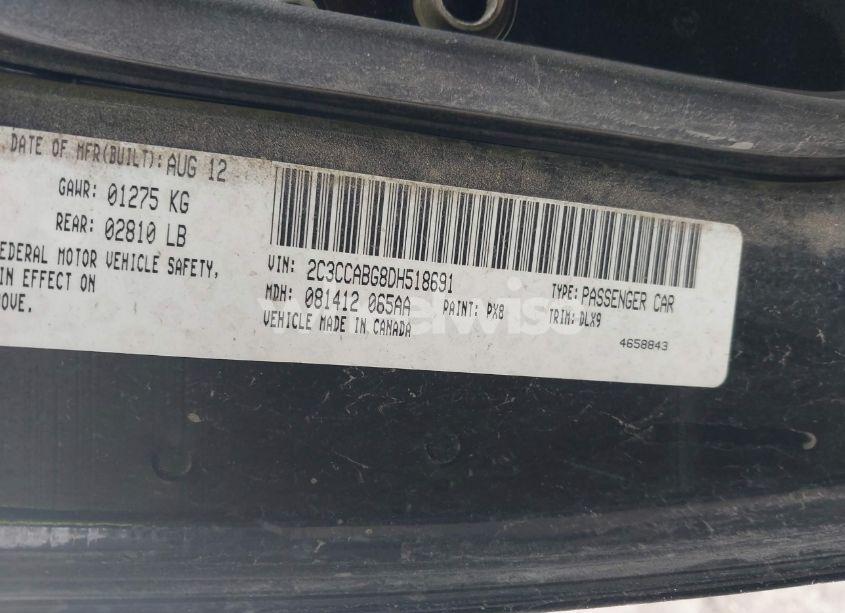 DATE OF MFR(BUILT): AUG 12
GAWR: 01275 KG
REAR: 02810 LB
FEDERAL MOTOR VEHICLE SAFETY,
IN EFFECT ON
OVE.
VIN: 2C3CCABG8DH518691
TYPE: PASSENGER CAR
MDH: 081412 065AA
PAINT: PX8
TRIM: DLX9
VEHICLE MADE IN CANADA
4658843